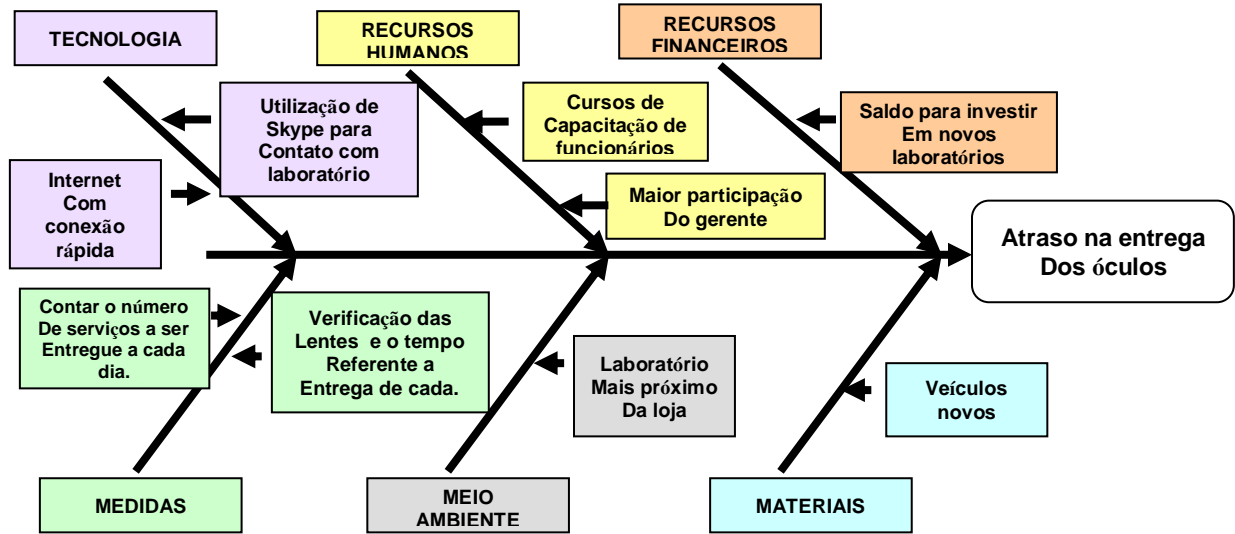 TECNOLOGIA
RECURSOS
HUMANOS
RECURSOS
FINANCEIROS
Utilização de
Skype para
Contato com
laboratório
Cursos de
Capacitação de
funcionários
Saldo para investir
Em novos
laboratórios
Internet
Com
conexão
rápida
Maior participação
Do gerente
Atraso na entrega
Dos óculos
Contar o número
De serviços a ser
Entregue a cada
dia.
Verificação das
Lentes e o tempo
Referente a
Entrega de cada.
Laboratório
Mais próximo
Da loja
Veículos
novos
MEDIDAS
MEIO
AMBIENTE
MATERIAIS